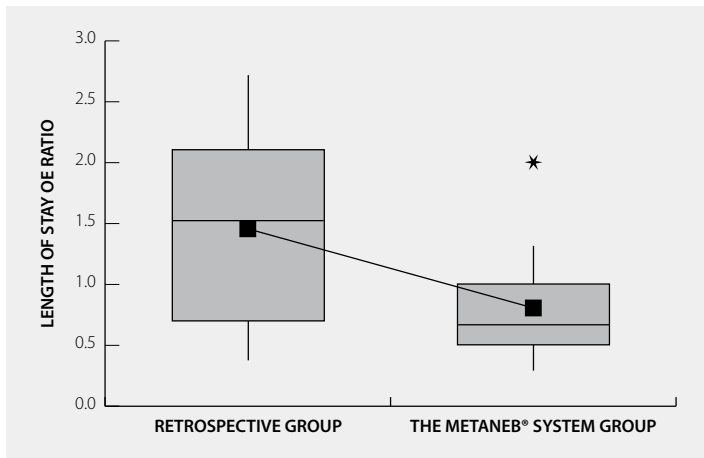 LENGTH OF STAY OE RATIO
3.0
2.5
2.0
1.5
1.0
0.5
0.0
RETROSPECTIVE GROUP
THE METANEB® SYSTEM GROUP